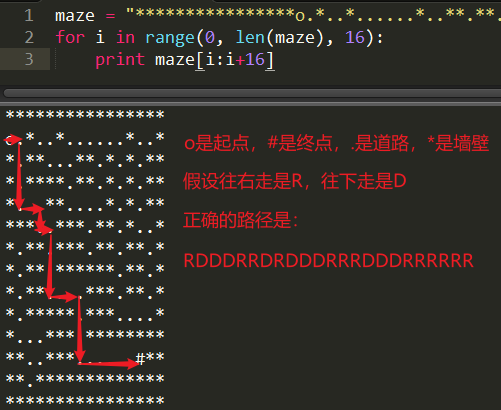 1 maze = "****************o.*..*......*..**.**.
2 for i in range(0, len(maze), 16):
3 print maze[i:i+16]
****************
o.*..*......*..*
*.**...**.*.*.**
*.****.**.*.*.**
*...**....*.*.**
***..***.**.*..*
*.**.***.**.**.*
*.**.******.**.*
*.**....***.**.*
*.*****.***....*
*...***.********
**..***......#**
**.*************
****************
o是起点，#是终点，.是道路，*是墙壁
假设往右走是R，往下走是D
正确的路径是：
RDDDRRDRDDDRRRDDDRRRRRR